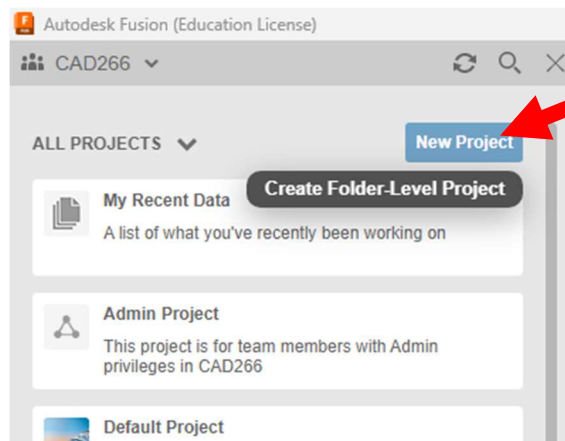 Autodesk Fusion (Education License)
CAD266
ALL PROJECTS
New Project
Create Folder-Level Project
My Recent Data
A list of what you've recently been working on
Admin Project
This project is for team members with Admin
privileges in CAD266
Default Project